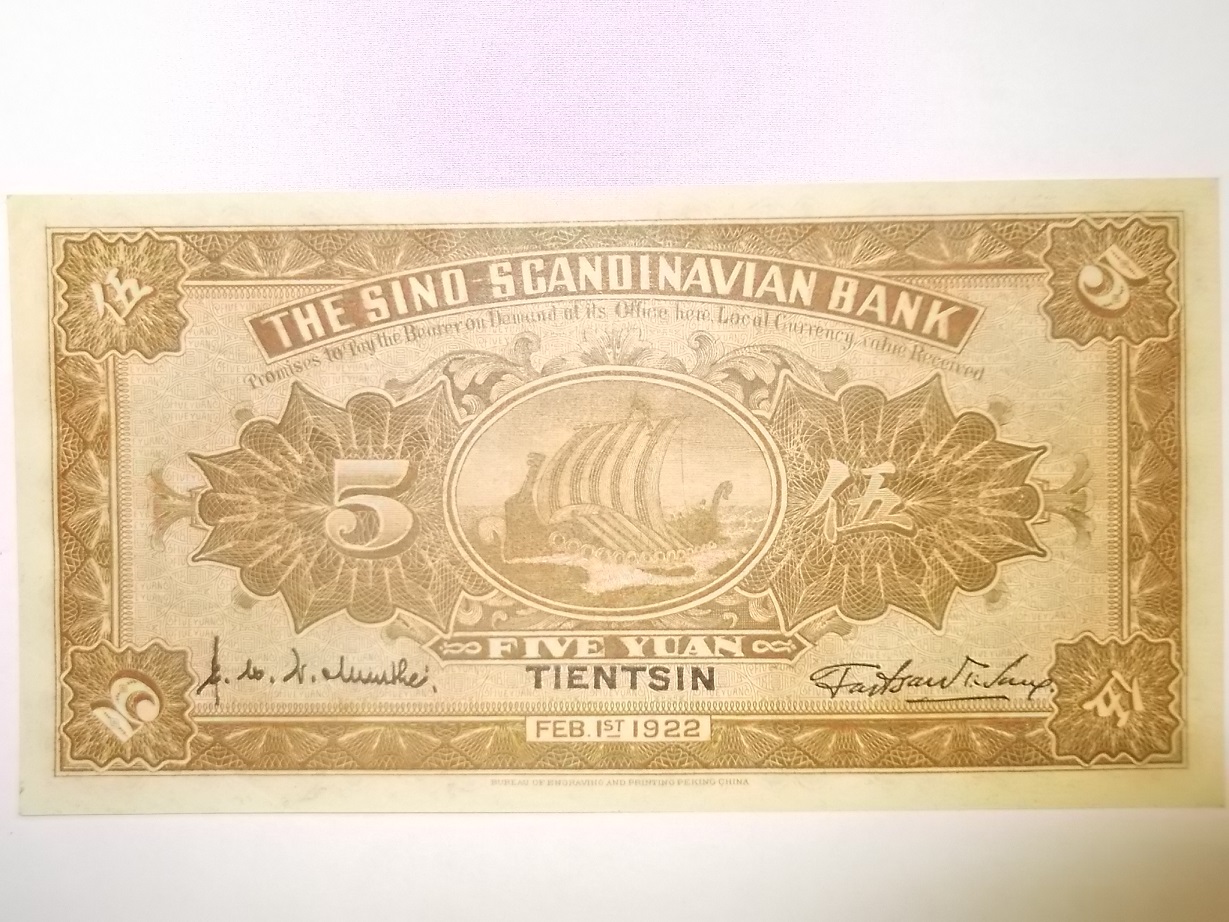 伍 5
THE SINO SCANDINAVIAN BANK
Promises to Pay the Bearer on Demand at its Office here, Local Currency, value Received
5 伍
FIVE YUAN
TIENTSIN
5 伍
FEB. 1ST 1922
BUREAU OF ENGRAVING AND PRINTING PEKING CHINA